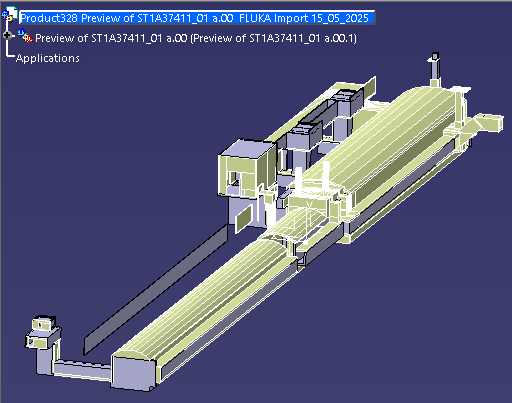 Product328 Preview of ST1A37411_01 a.00 FLUKA Import 15_05_2025
Preview of ST1A37411_01 a.00 (Preview of ST1A37411_01 a.00.1)
Applications